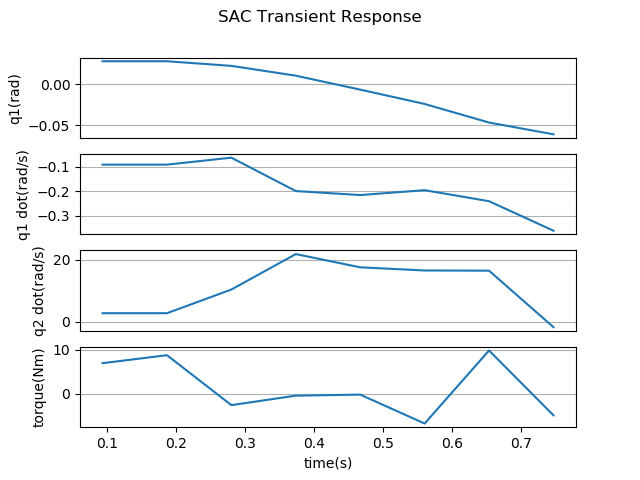 SAC Transient Response
q1(rad)
0.00
−0.05
q1 dot(rad/s)
−0.1
−0.2
−0.3
q2 dot(rad/s)
20
0
torque(Nm)
10
0
0.1 0.2 0.3 0.4 0.5 0.6 0.7
time(s)